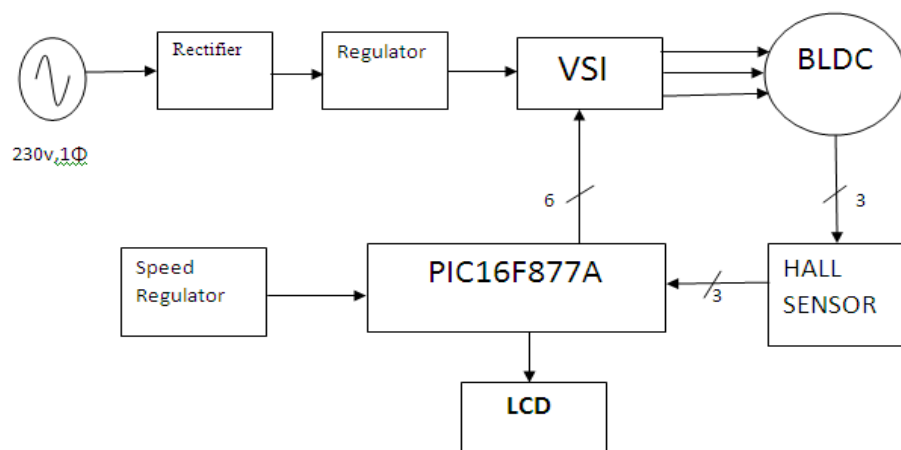 Rectifier
Regulator
VSI
BLDC
230v,1Φ
6
3
Speed
Regulator
PIC16F877A
3
HALL
SENSOR
LCD